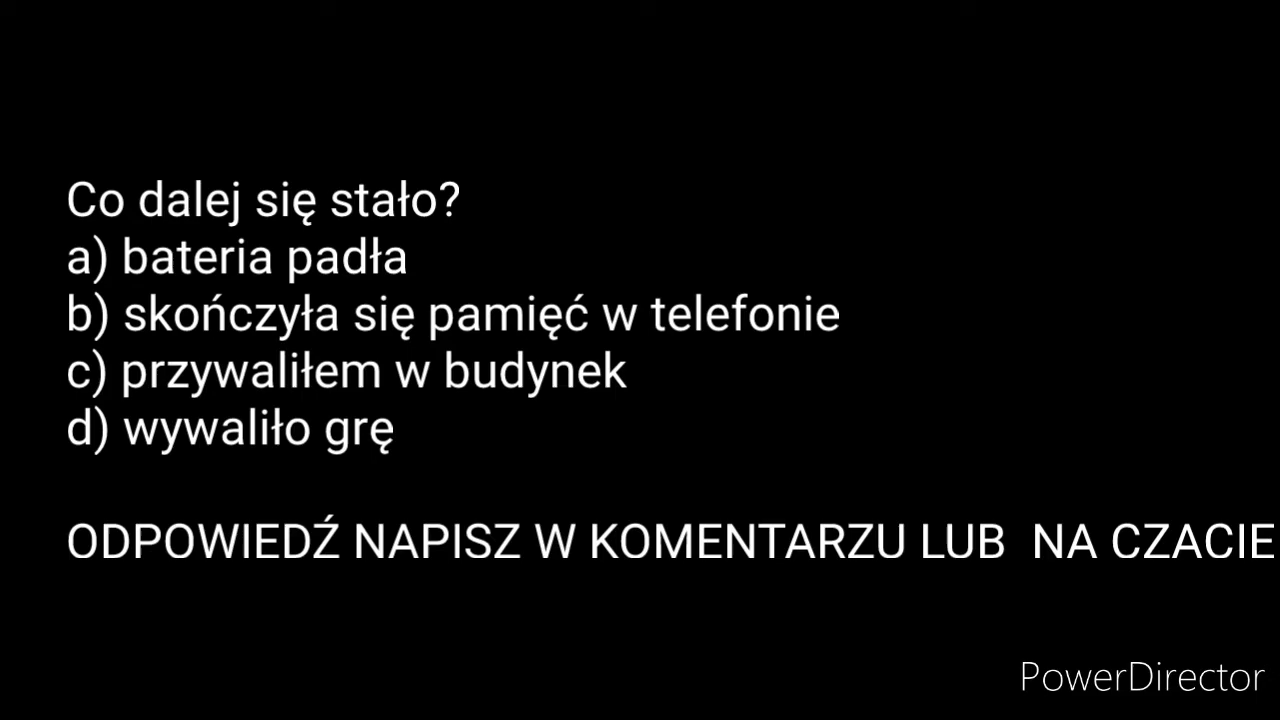 Co dalej się stało?
a) bateria padła
b) skończyła się pamięć w telefonie
c) przywaliłem w budynek
d) wywaliło grę
ODPOWIEDŹ NAPISZ W KOMENTARZU LUB  NA CZACIE
PowerDirector